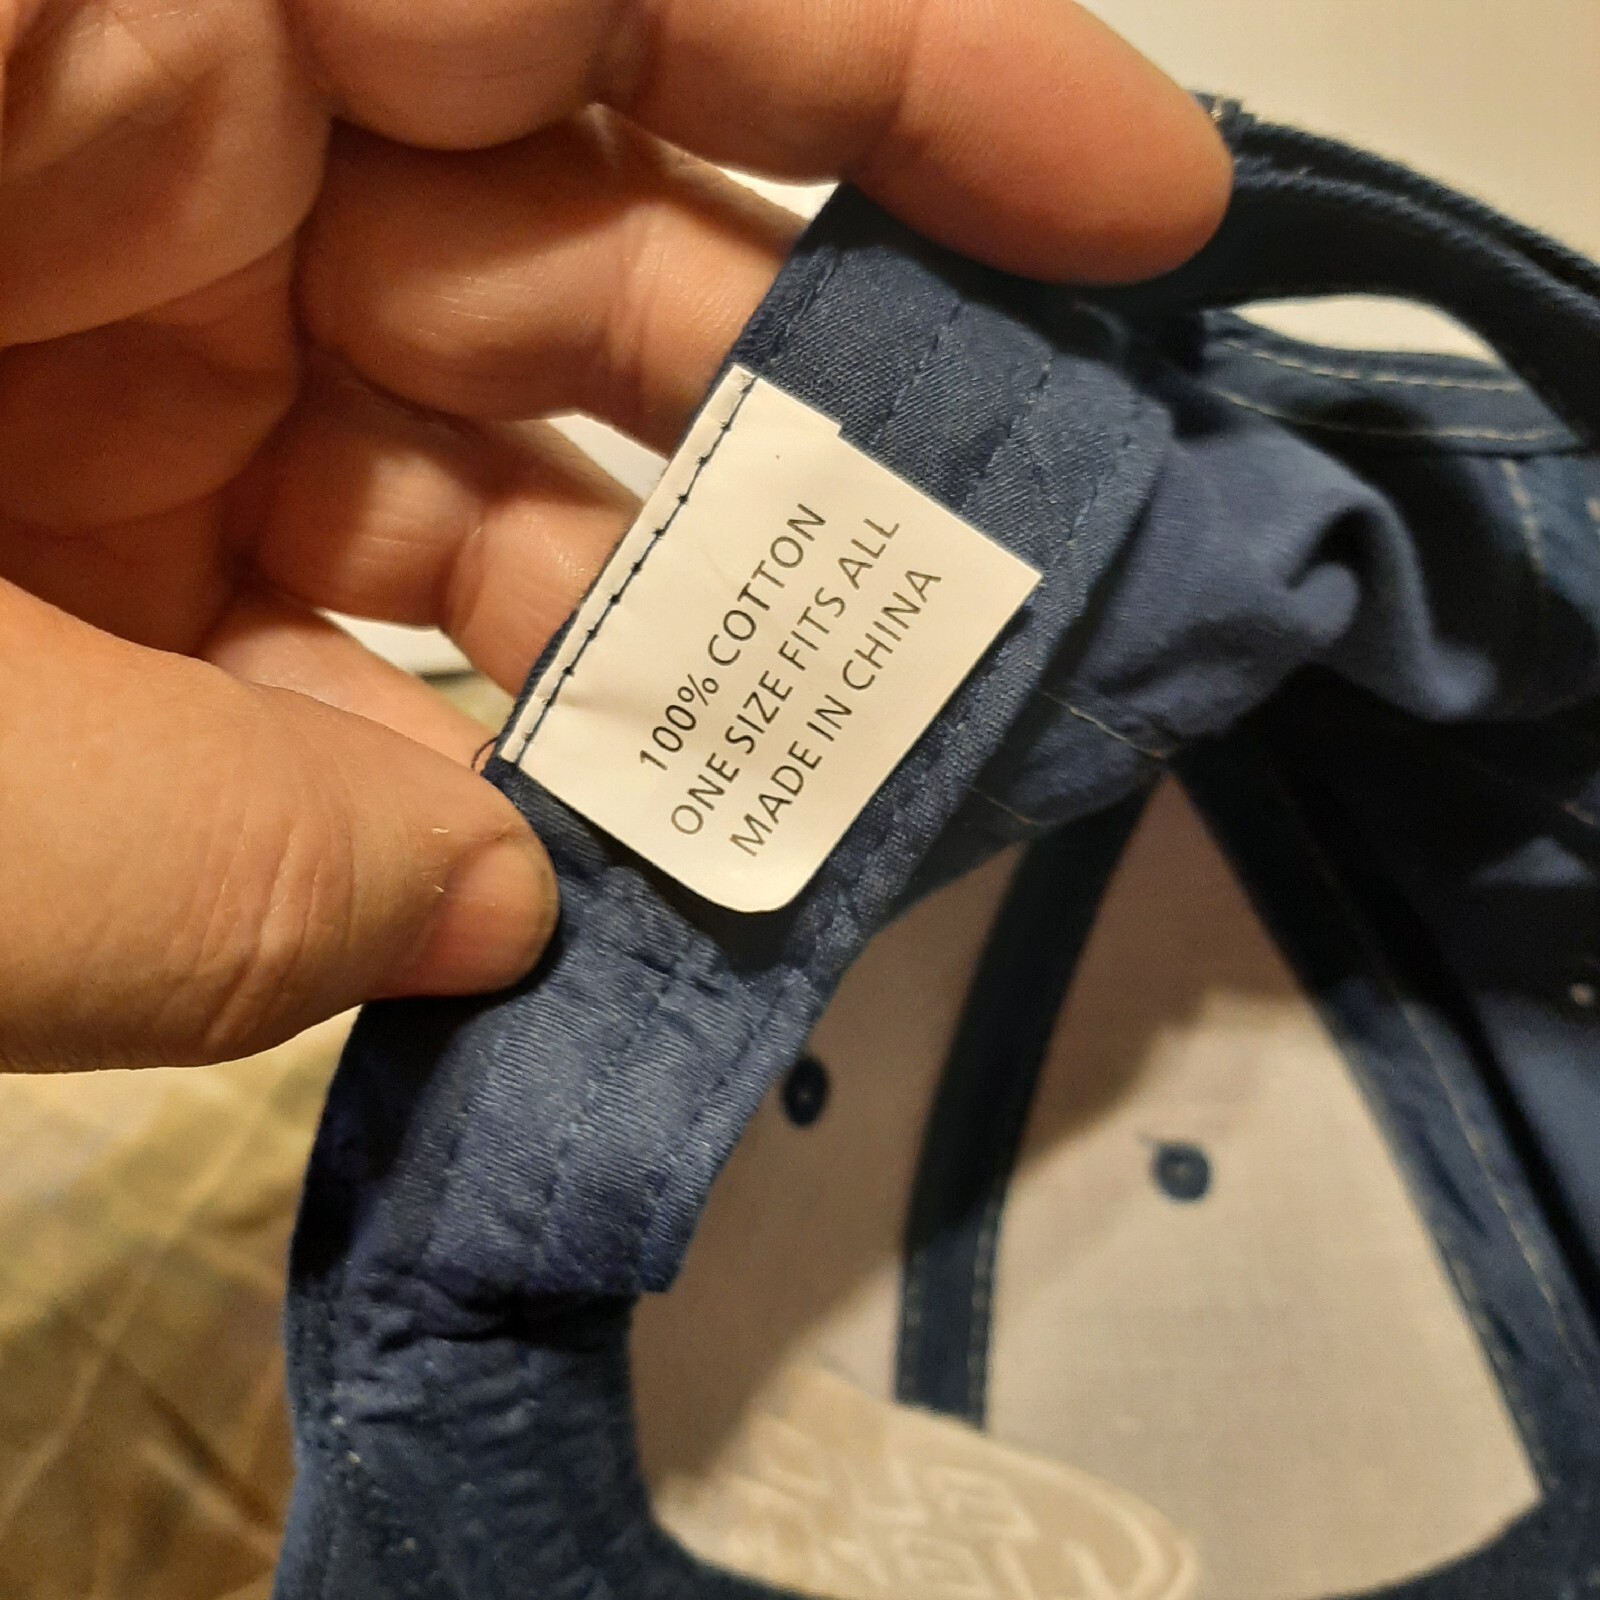 100% COTTON
ONE SIZE FITS ALL
MADE IN CHINA